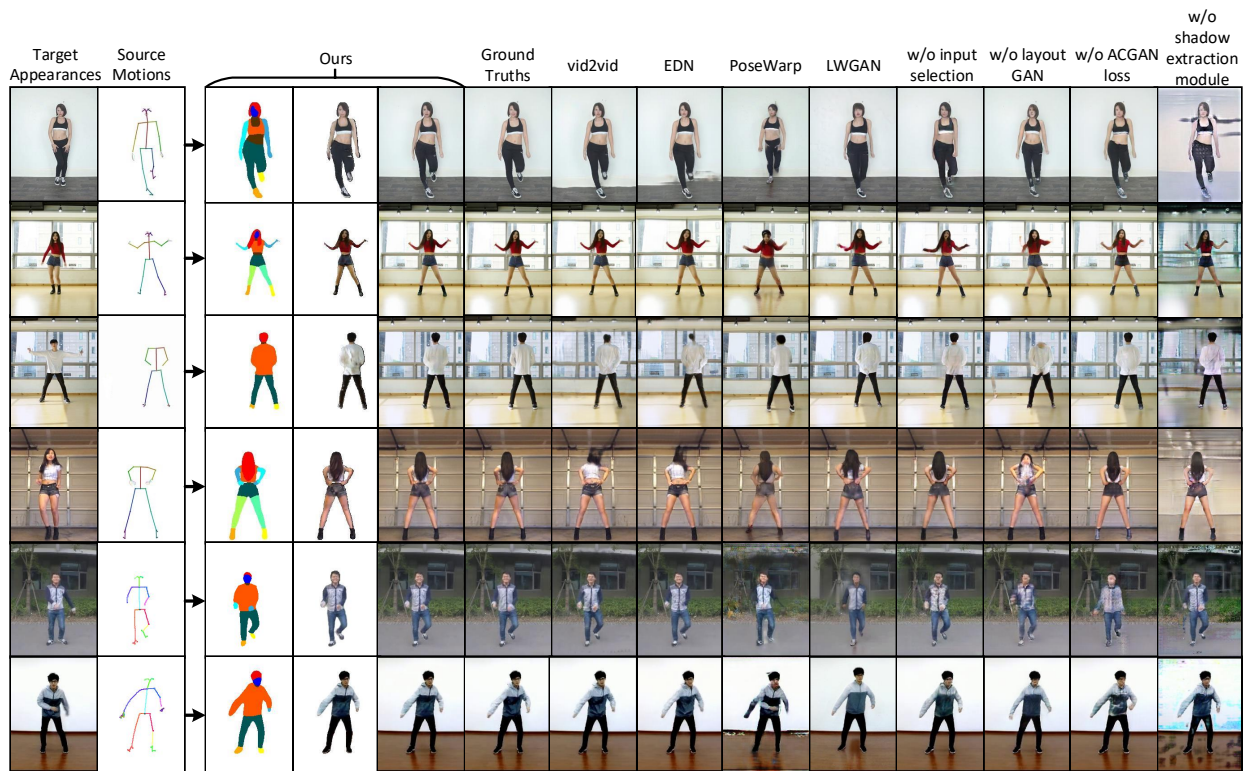 Target
Appearances
Source
Motions
Ours
Ground
Truths
vid2vid
EDN
PoseWarp
LWGAN
w/o input
selection
w/o layout
GAN
w/o ACGAN
loss
w/o
shadow
extraction
module